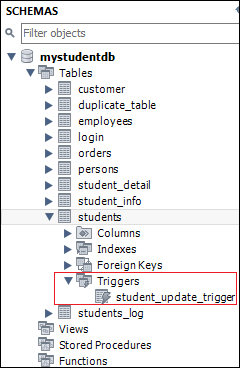 SCHEMAS
Filter objects
mystudentdb
Tables
customer
duplicate_table
employees
login
orders
persons
student_detail
student_info
students
Columns
Indexes
Foreign Keys
Triggers
student_update_trigger
students_log
Views
Stored Procedures
Functions